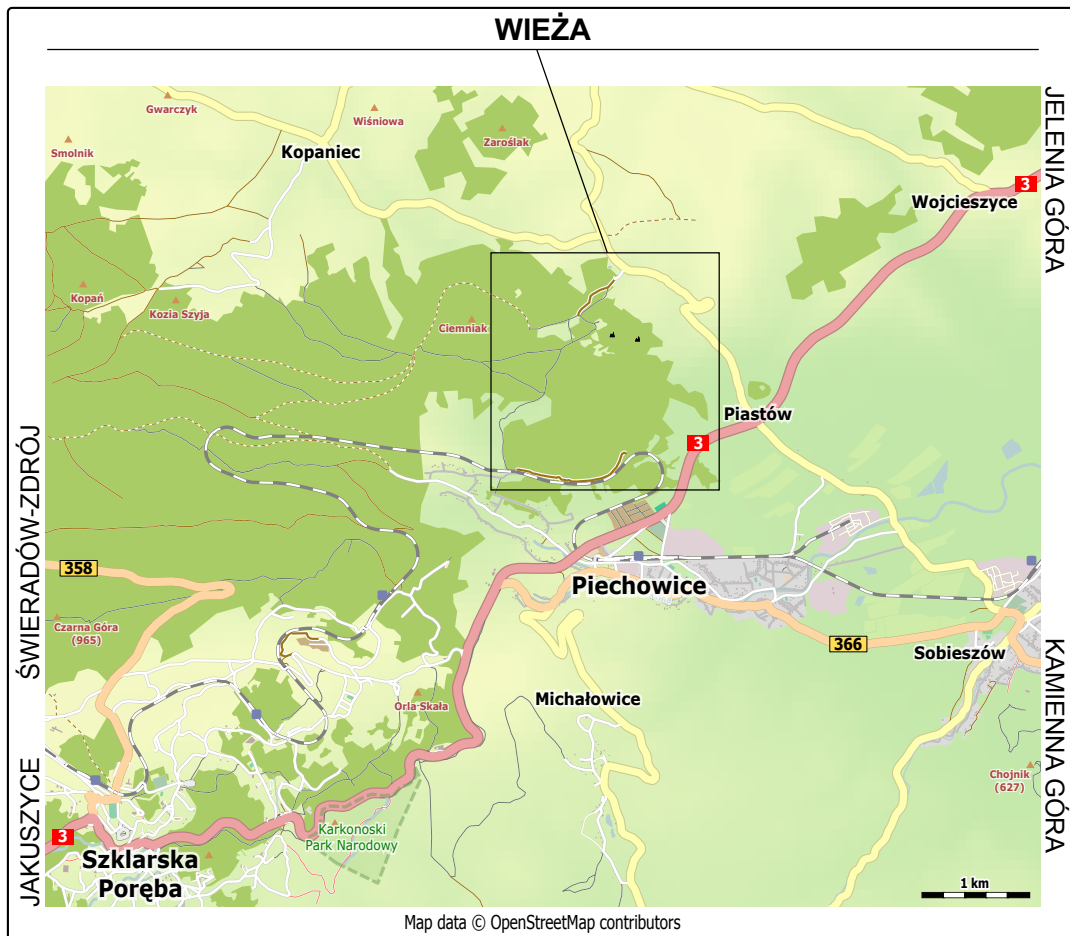 WIEŻA
Gwarczyk
Wiśniowa
Smolnik
Kopaniec
Zaroślak
JELENIA GÓRA
3
Wojcieszyce
Kopań
Kozia Szyja
Ciemniak
Piastów
3
ŚWIERADÓW-ZDRÓJ
358
Piechowice
Czarna Góra
(965)
366
Sobieszów
KAMIENNA GÓRA
Orla Skała
Michałowice
Chojnik
(627)
JAKUSZYCE
3
Karkonoski
Park Narodowy
Szklarska
Poręba
1 km
Map data © OpenStreetMap contributors